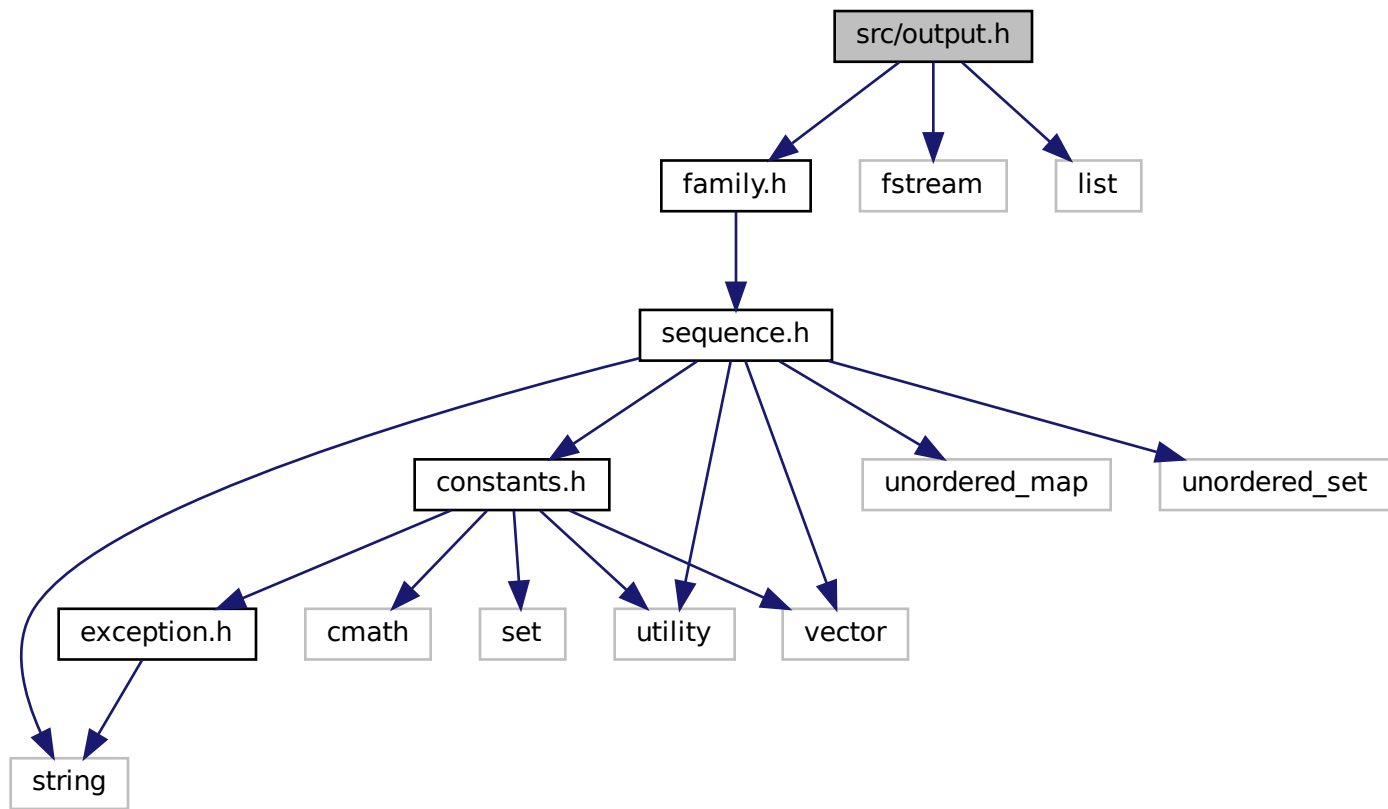 src/output.h
family.h
fstream
list
sequence.h
constants.h
unordered_map
unordered_set
exception.h
cmath
set
utility
vector
string